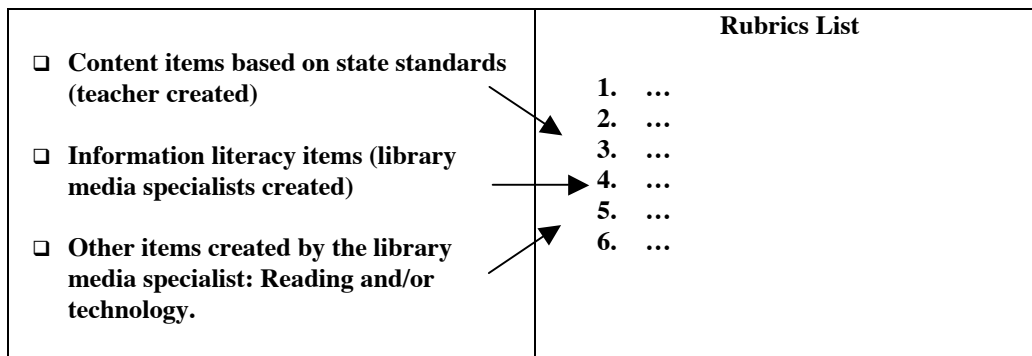 Rubrics List
❑ Content items based on state standards
(teacher created)
❑ Information literacy items (library
media specialists created)
❑ Other items created by the library
media specialist: Reading and/or
technology.
1. …
2. …
3. …
4. …
5. …
6. …